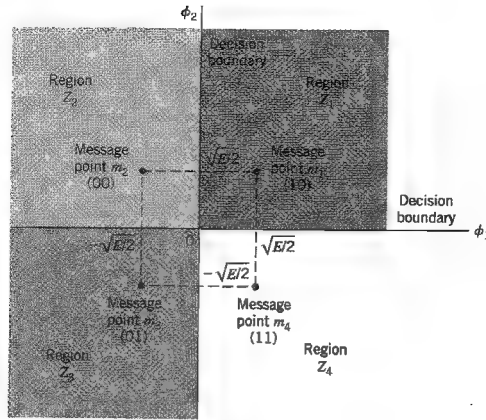 ϕ₂
Decision
boundary
Region
Z₂
Region
Message
point m₂
(00)
√E/2
Message
point m₁
(10)
Decision
boundary
ϕ₁
0
−√E/2
√E/2
−√E/2
Message
point m₃
(01)
Message
point m₄
(11)
Region
Z₃
Region
Z₄